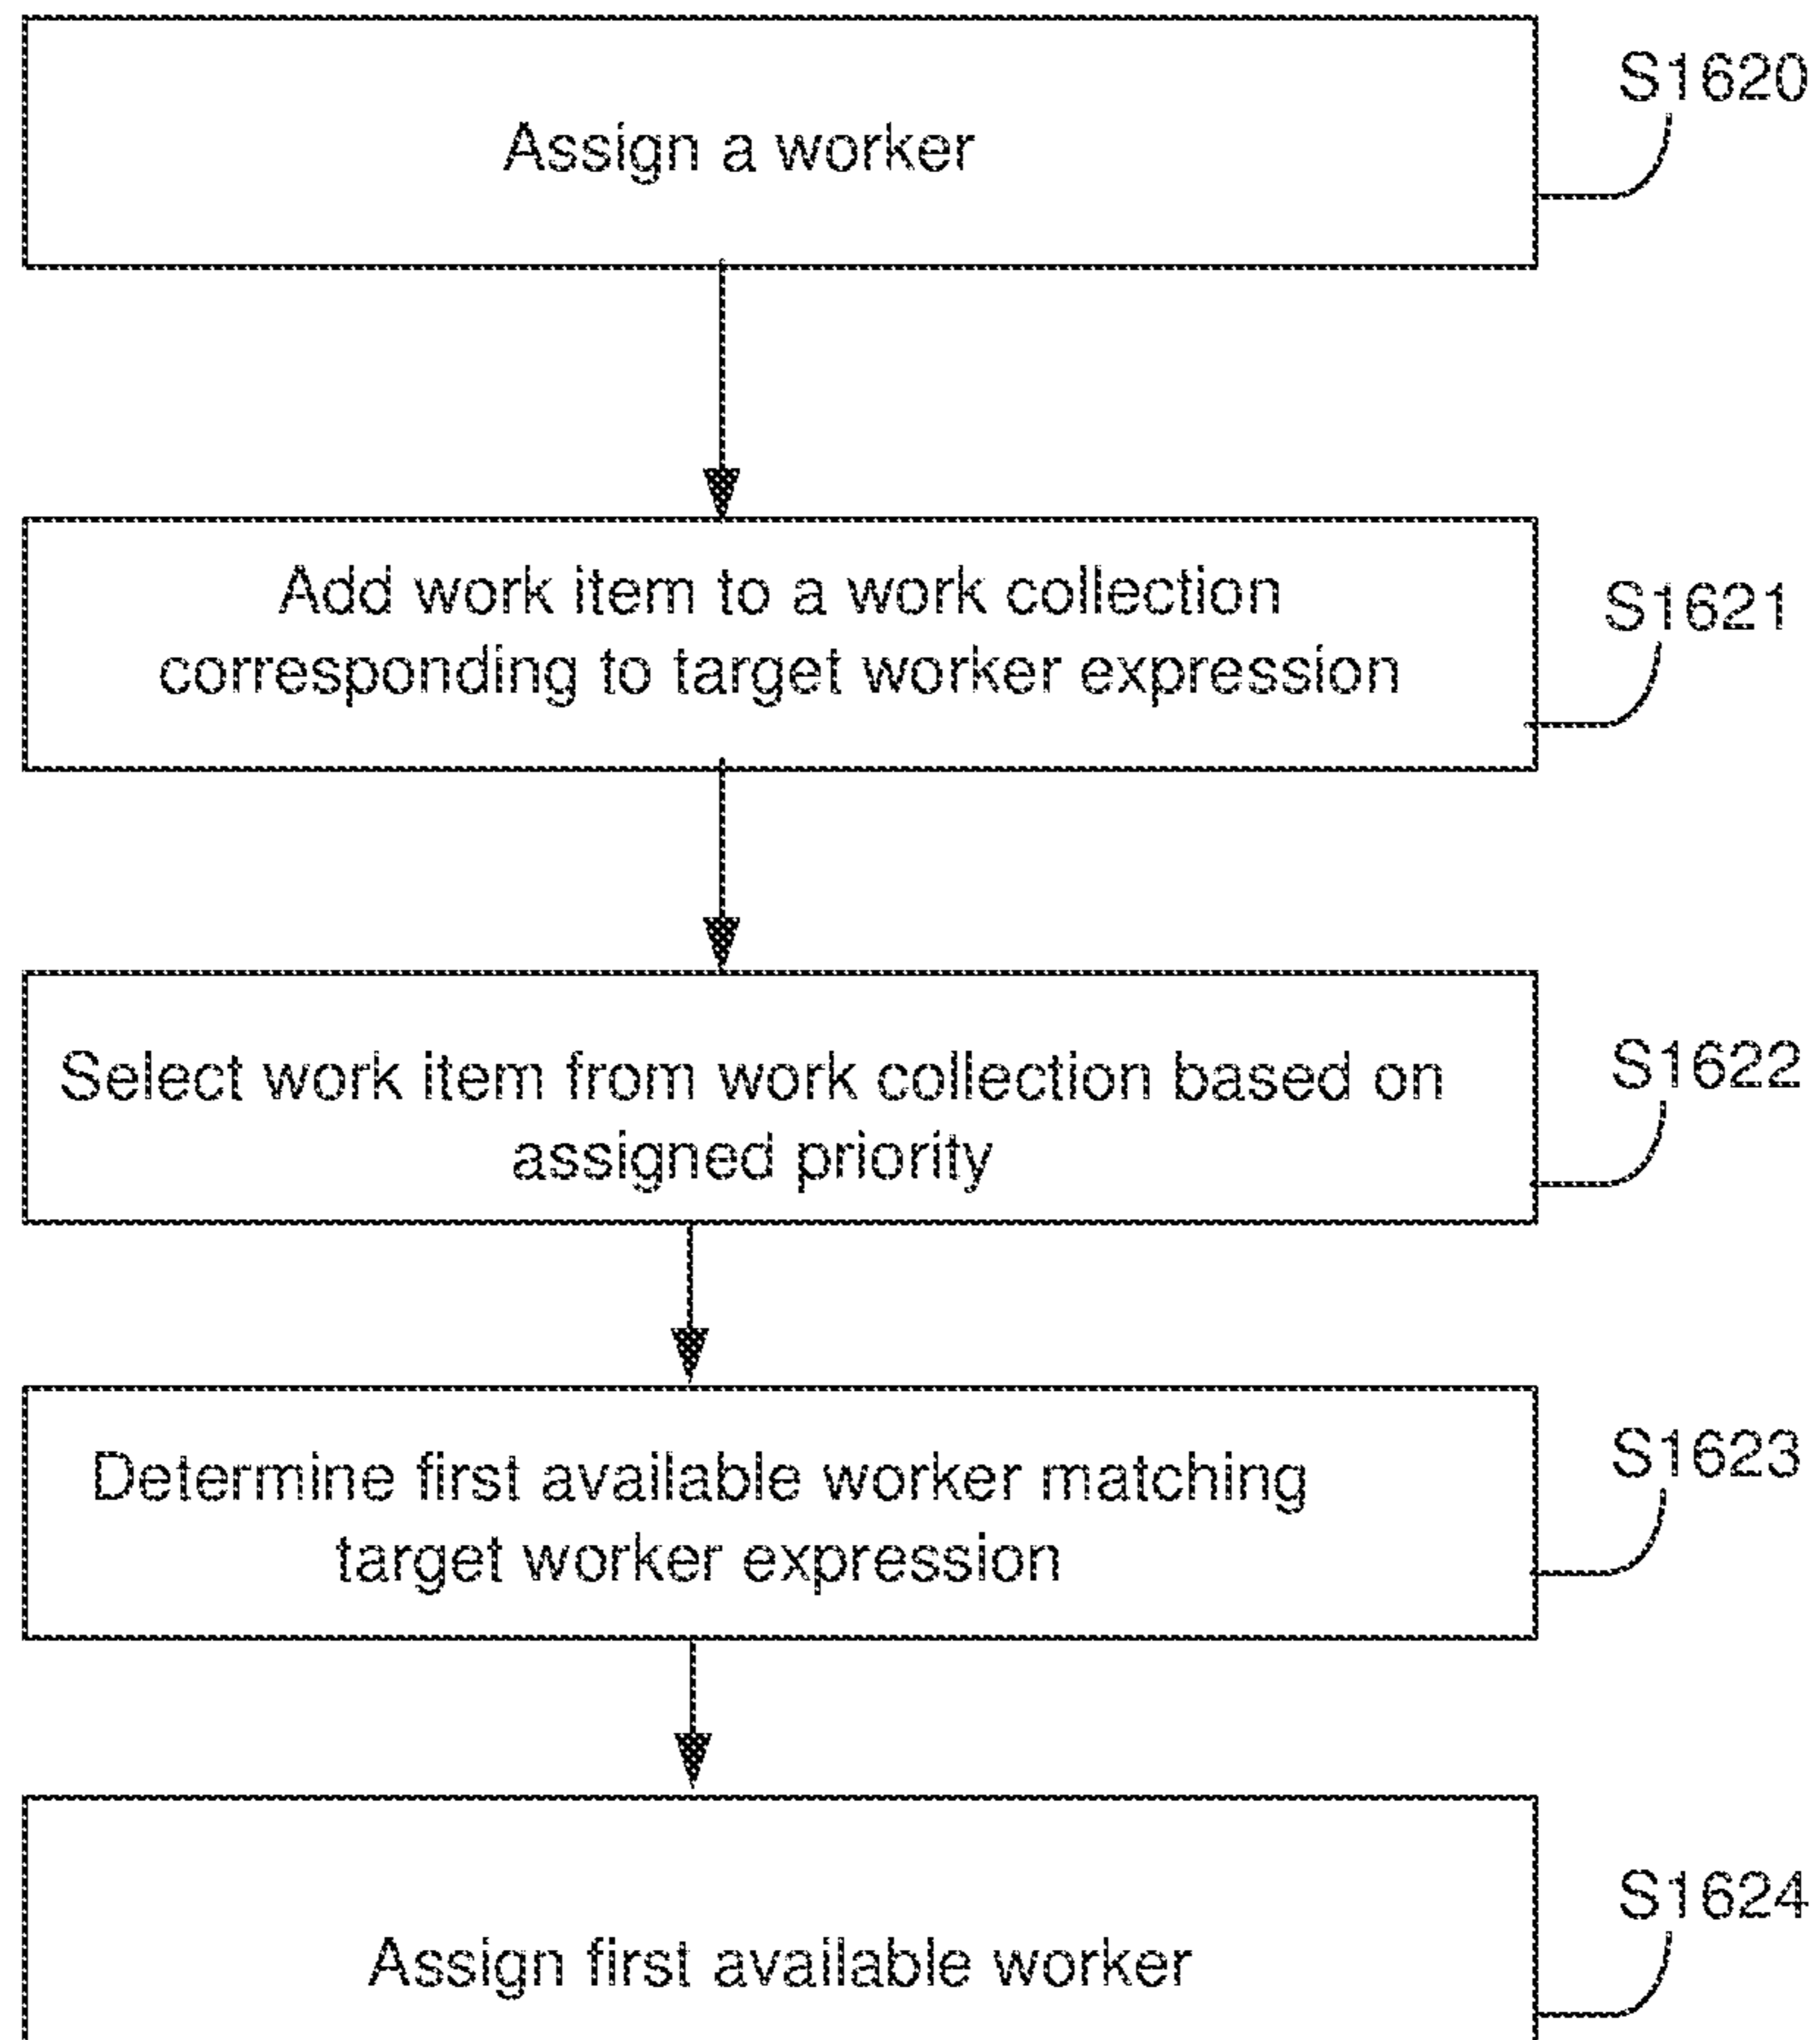 Assign a worker
S1620
Add work item to a work collection
corresponding to target worker expression
S1621
Select work item from work collection based on
assigned priority
S1622
Determine first available worker matching
target worker expression
S1623
Assign first available worker
S1624